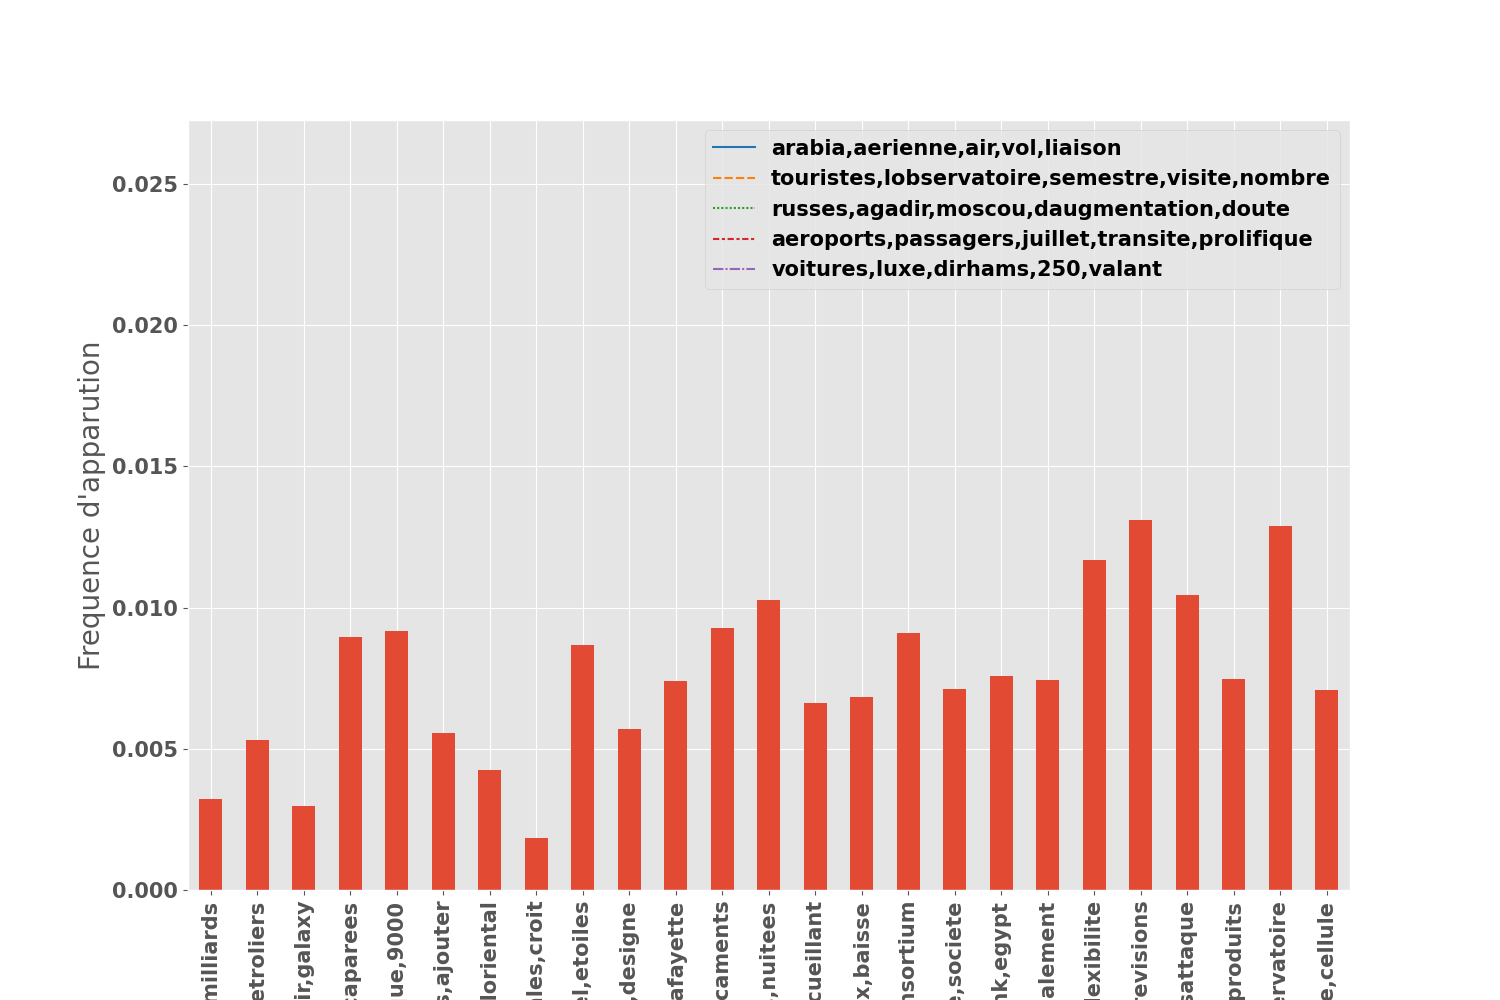 arabia,aerienne,air,vol,liaison
touristes,lobservatoire,semestre,visite,nombre
russes,agadir,moscou,daugmentation,doute
aeroports,passagers,juillet,transite,prolifique
voitures,luxe,dirhams,250,valant
Frequence d'apparution
0.025
0.020
0.015
0.010
0.005
0.000
milliards
etroliers
ir,galaxy
caparees
que,9000
s,ajouter
loriental
ales,croit
el,etoiles
,designe
afayette
caments
,nuitees
cueillant
x,baisse
nsortium
e,societe
nk,egypt
alement
lexibilite
revisions
sattaque
produits
ervatoire
e,cellule